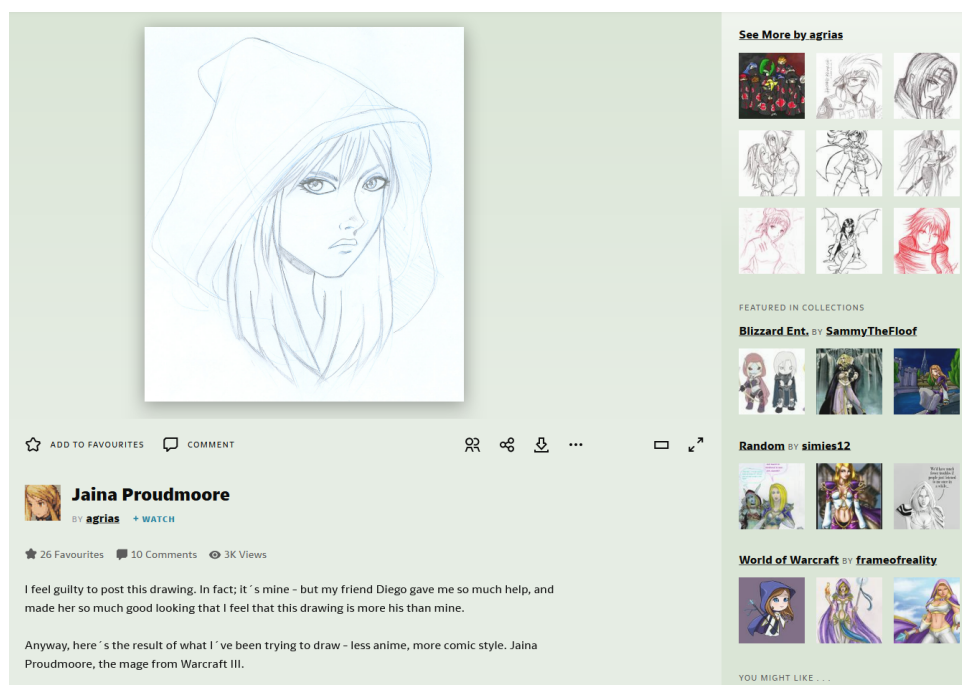 See More by agrias
FEATURED IN COLLECTIONS
Blizzard Ent. BY SammyTheFloof
Random BY simies12
World of Warcraft BY frameofreality
YOU MIGHT LIKE . . .
ADD TO FAVOURITES
COMMENT
Jaina Proudmoore
BY agrias + WATCH
26 Favourites 10 Comments 3K Views
I feel guilty to post this drawing. In fact; it´s mine - but my friend Diego gave me so much help, and
made her so much good looking that I feel that this drawing is more his than mine.
Anyway, here´s the result of what I´ve been trying to draw - less anime, more comic style. Jaina
Proudmoore, the mage from Warcraft III.